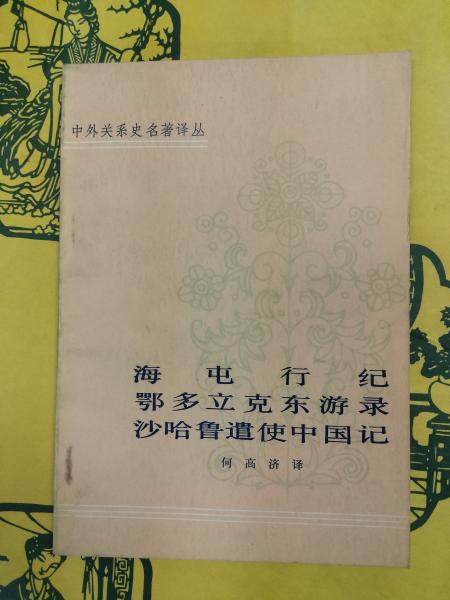 中外关系史名著译丛
海屯行纪
鄂多立克东游录
沙哈鲁遣使中国记
何高济译